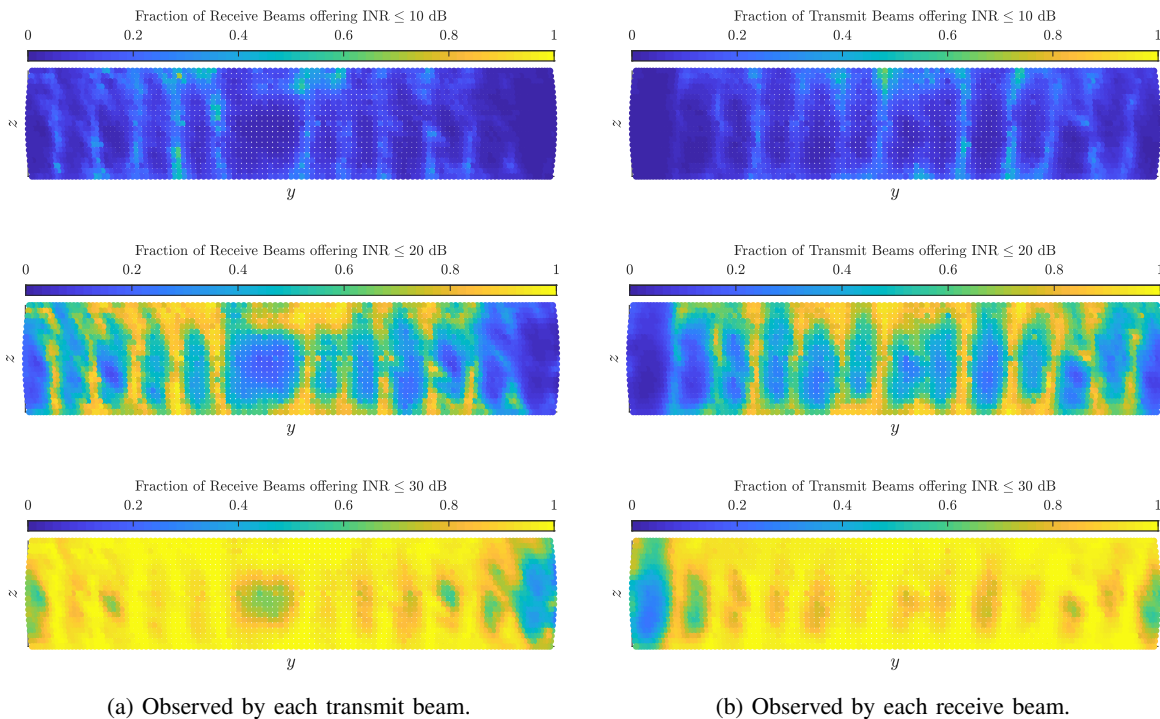 Fraction of Receive Beams offering INR ≤ 10 dB
0 0.2 0.4 0.6 0.8 1
z
y
Fraction of Receive Beams offering INR ≤ 20 dB
0 0.2 0.4 0.6 0.8 1
z
y
Fraction of Receive Beams offering INR ≤ 30 dB
0 0.2 0.4 0.6 0.8 1
z
y
(a) Observed by each transmit beam.
Fraction of Transmit Beams offering INR ≤ 10 dB
0 0.2 0.4 0.6 0.8 1
z
y
Fraction of Transmit Beams offering INR ≤ 20 dB
0 0.2 0.4 0.6 0.8 1
z
y
Fraction of Transmit Beams offering INR ≤ 30 dB
0 0.2 0.4 0.6 0.8 1
z
y
(b) Observed by each receive beam.